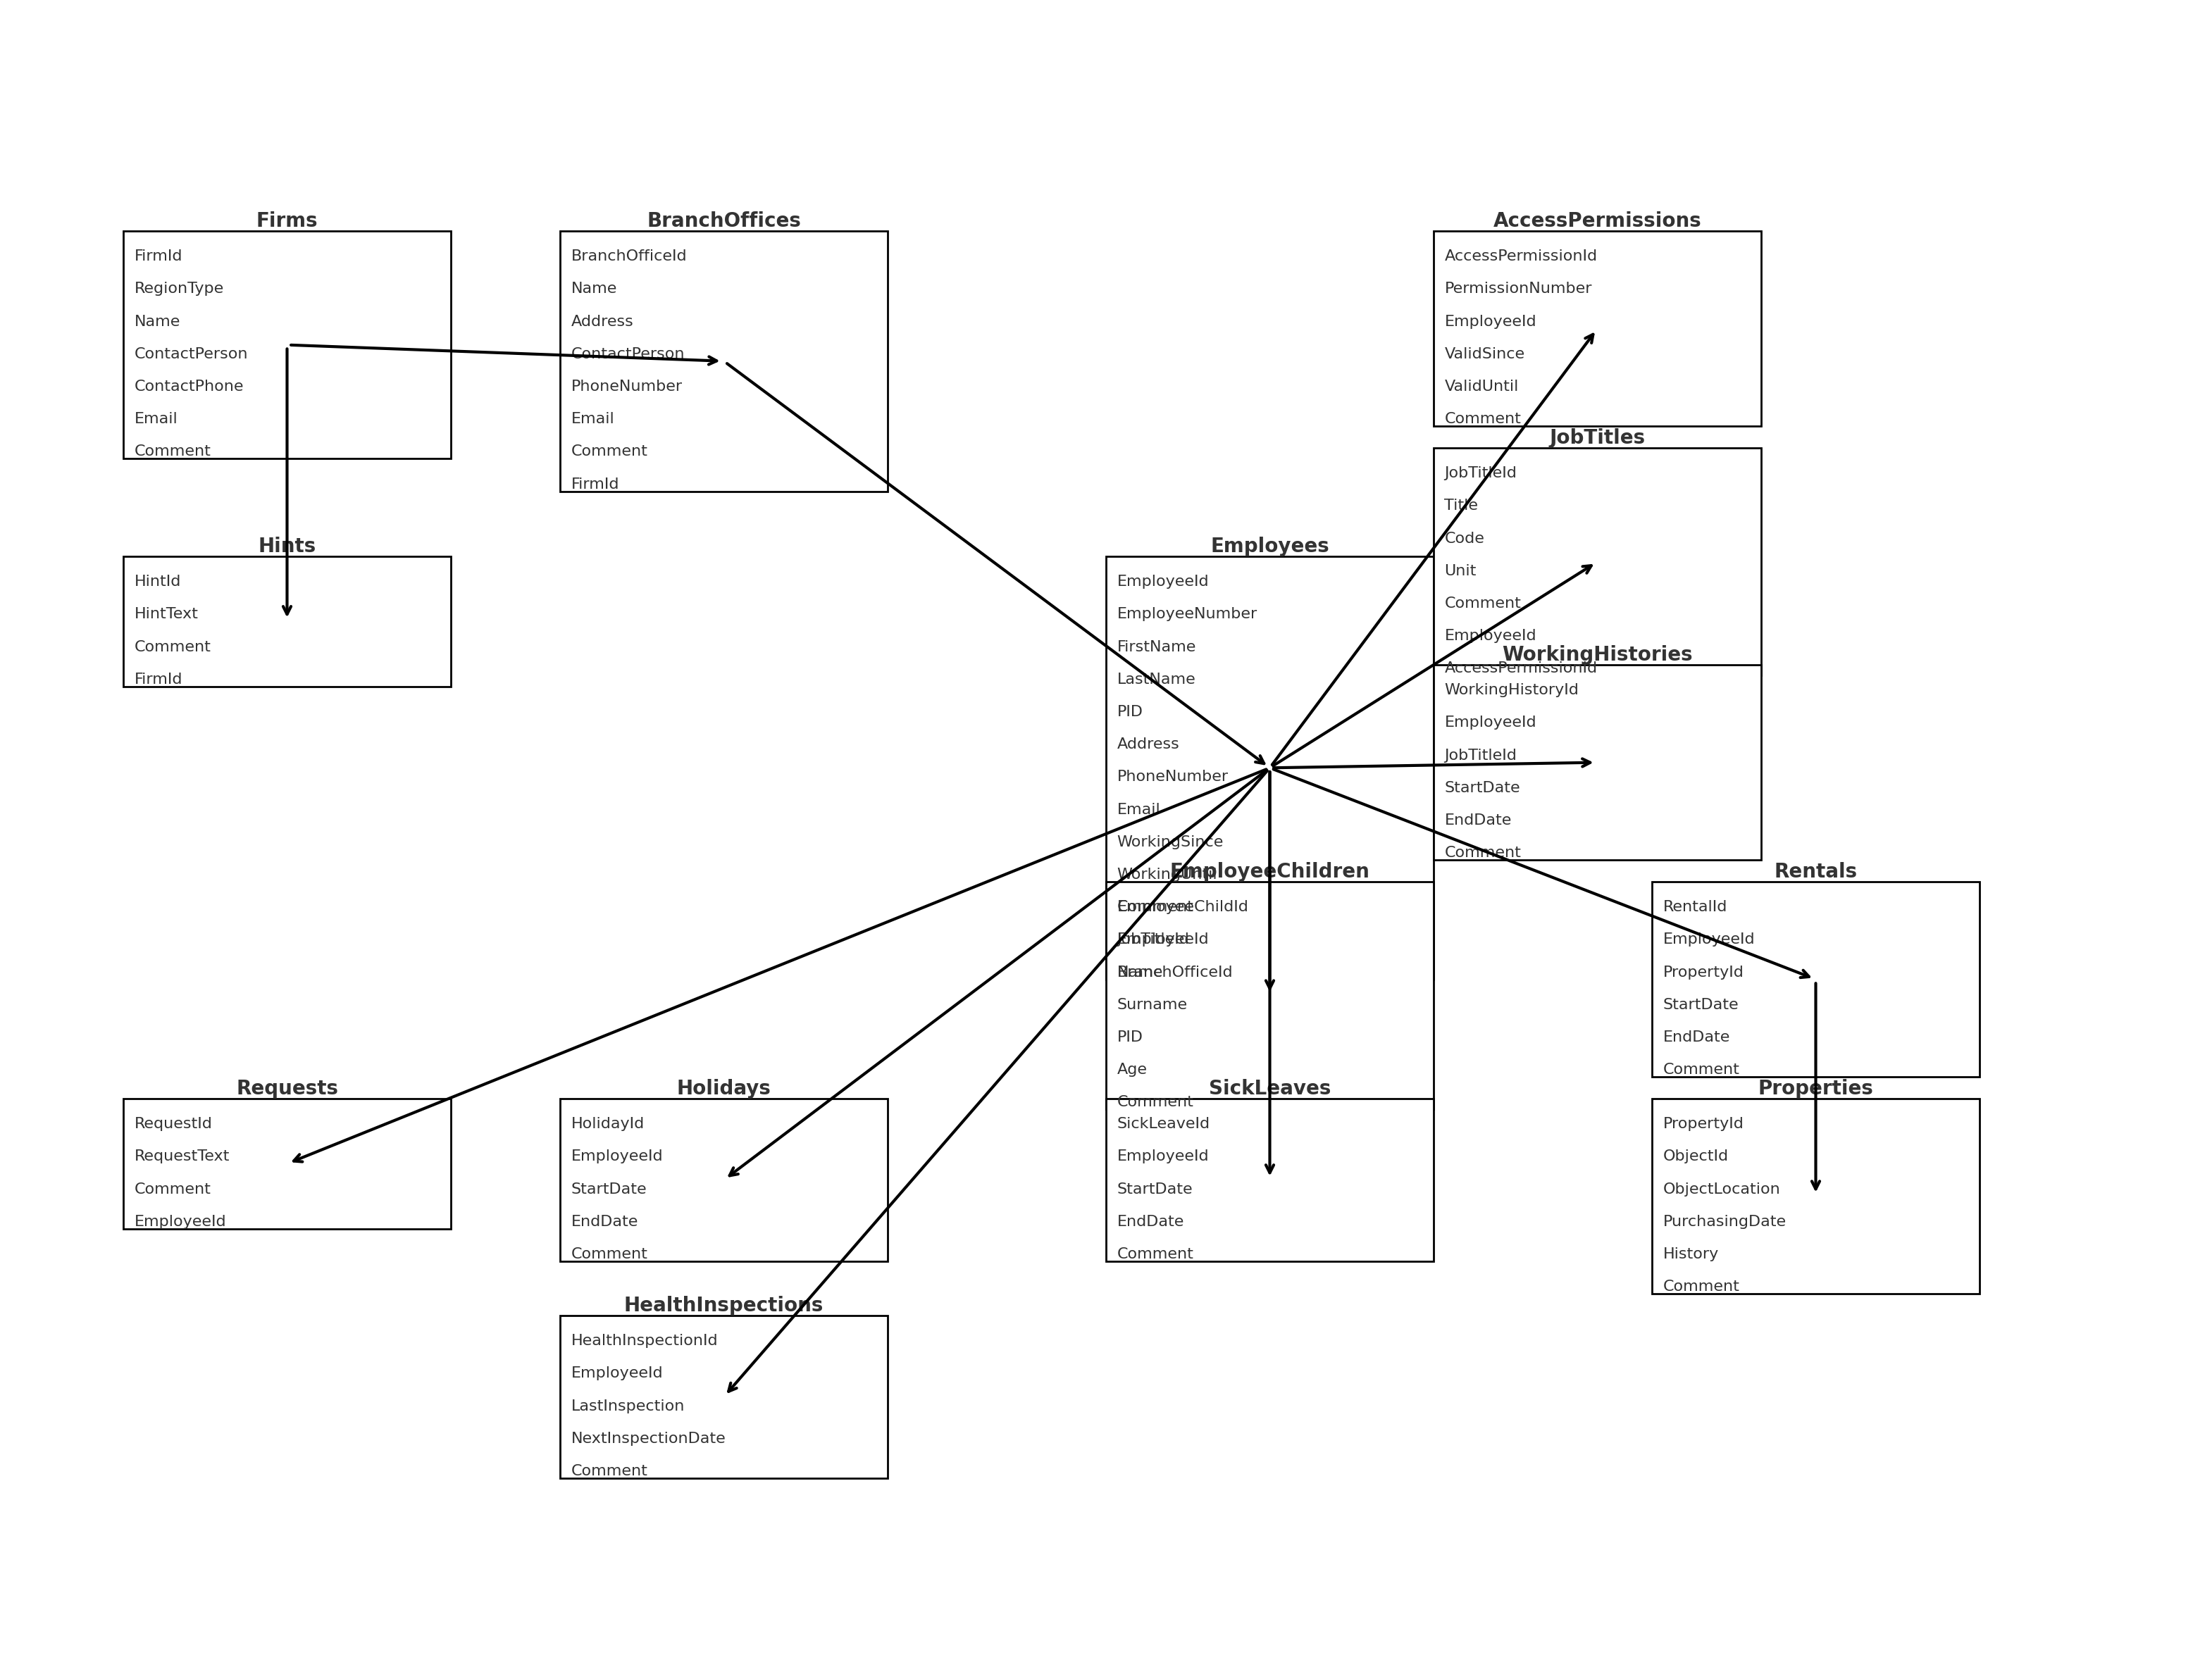 Firms
FirmId
RegionType
Name
ContactPerson
ContactPhone
Email
Comment
BranchOffices
BranchOfficeId
Name
Address
ContactPerson
PhoneNumber
Email
Comment
FirmId
AccessPermissions
AccessPermissionId
PermissionNumber
EmployeeId
ValidSince
ValidUntil
Comment
JobTitles
JobTitleId
Title
Code
Unit
Comment
EmployeeId
AccessPermissionId
Hints
HintId
HintText
Comment
FirmId
Employees
EmployeeId
EmployeeNumber
FirstName
LastName
PID
Address
PhoneNumber
Email
WorkingSince
WorkingUntil
Comment
JobTitleId
BranchOfficeId
WorkingHistories
WorkingHistoryId
EmployeeId
JobTitleId
StartDate
EndDate
Comment
EmployeeChildren
EmployeeChildId
EmployeeId
Name
Surname
PID
Age
Comment
Rentals
RentalId
EmployeeId
PropertyId
StartDate
EndDate
Comment
Requests
RequestId
RequestText
Comment
EmployeeId
Holidays
HolidayId
EmployeeId
StartDate
EndDate
Comment
SickLeaves
SickLeaveId
EmployeeId
StartDate
EndDate
Comment
Properties
PropertyId
ObjectId
ObjectLocation
PurchasingDate
History
Comment
HealthInspections
HealthInspectionId
EmployeeId
LastInspection
NextInspectionDate
Comment